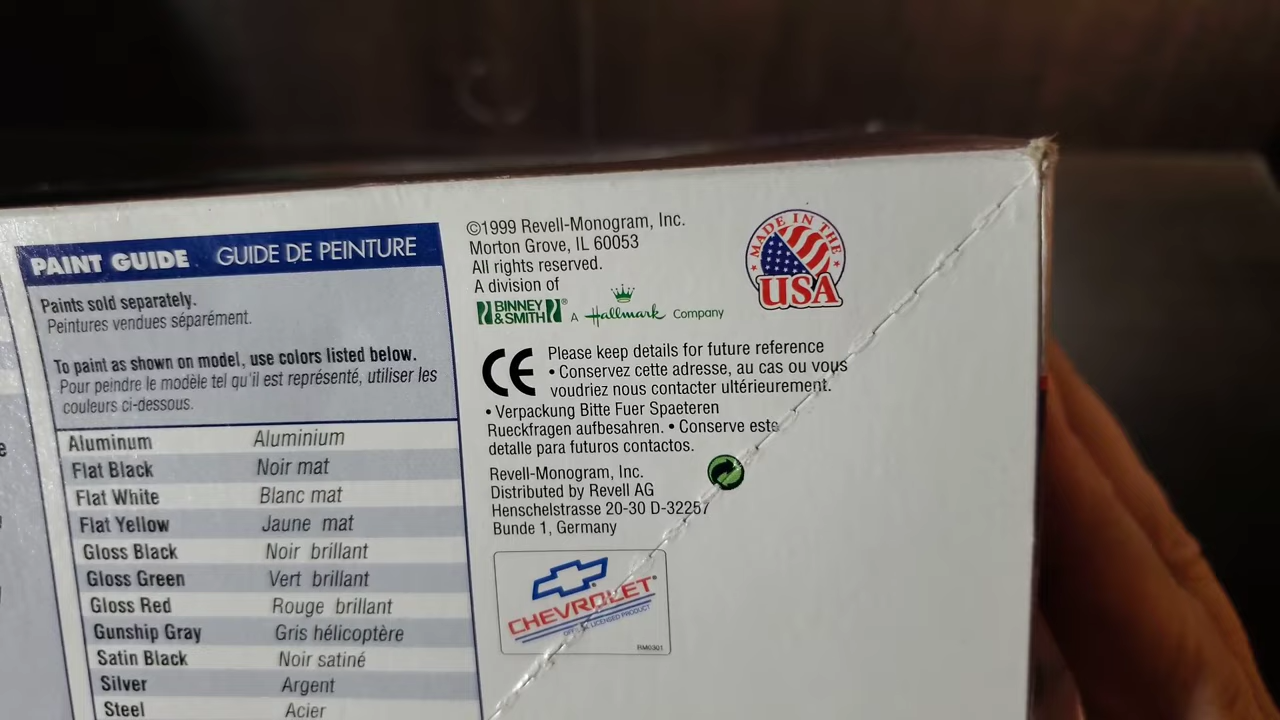 PAINT GUIDE GUIDE DE PEINTURE
Paints sold separately.
Peintures vendues séparément.
To paint as shown on model, use colors listed below.
Pour peindre le modèle tel qu'il est représenté, utiliser les
couleurs ci-dessous.
Aluminum Aluminium
Flat Black Noir mat
Flat White Blanc mat
Flat Yellow Jaune mat
Gloss Black Noir brillant
Gloss Green Vert brillant
Gloss Red Rouge brillant
Gunship Gray Gris hélicoptère
Satin Black Noir satiné
Silver Argent
Steel Acier
©1999 Revell-Monogram, Inc.
Morton Grove, IL 60053
All rights reserved.
A division of
BINNEY & SMITH® A Hallmark Company
MADE IN THE
USA
CE
Please keep details for future reference
• Conservez cette adresse, au cas ou vous
voudriez nous contacter ultérieurement.
• Verpackung Bitte Fuer Spaeteren
Rueckfragen aufbesahren. • Conserve este
detalle para futuros contactos.
Revell-Monogram, Inc.
Distributed by Revell AG
Henschelstrasse 20-30 D-32257
Bunde 1, Germany
CHEVROLET
OFFICIAL LICENSED PRODUCT
RM0301